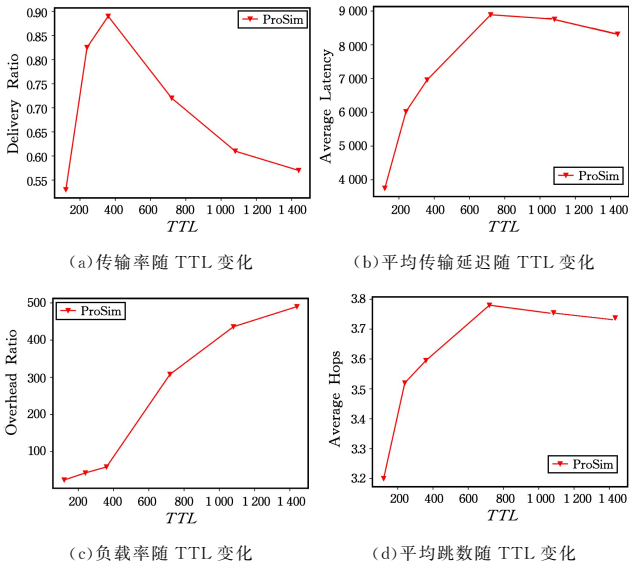 0.90
0.85
0.80
0.75
0.70
0.65
0.60
0.55
Delivery Ratio
ProSim
200 400 600 800 1 000 1 200 1 400
TTL
(a)传输率随 TTL 变化
9 000
8 000
7 000
6 000
5 000
4 000
Average Latency
ProSim
200 400 600 800 1 000 1 200 1 400
TTL
(b)平均传输延迟随 TTL 变化
500
400
300
200
100
Overhead Ratio
ProSim
200 400 600 800 1 000 1 200 1 400
TTL
(c)负载率随 TTL 变化
3.8
3.7
3.6
3.5
3.4
3.3
3.2
Average Hops
ProSim
200 400 600 800 1 000 1 200 1 400
TTL
(d)平均跳数随 TTL 变化